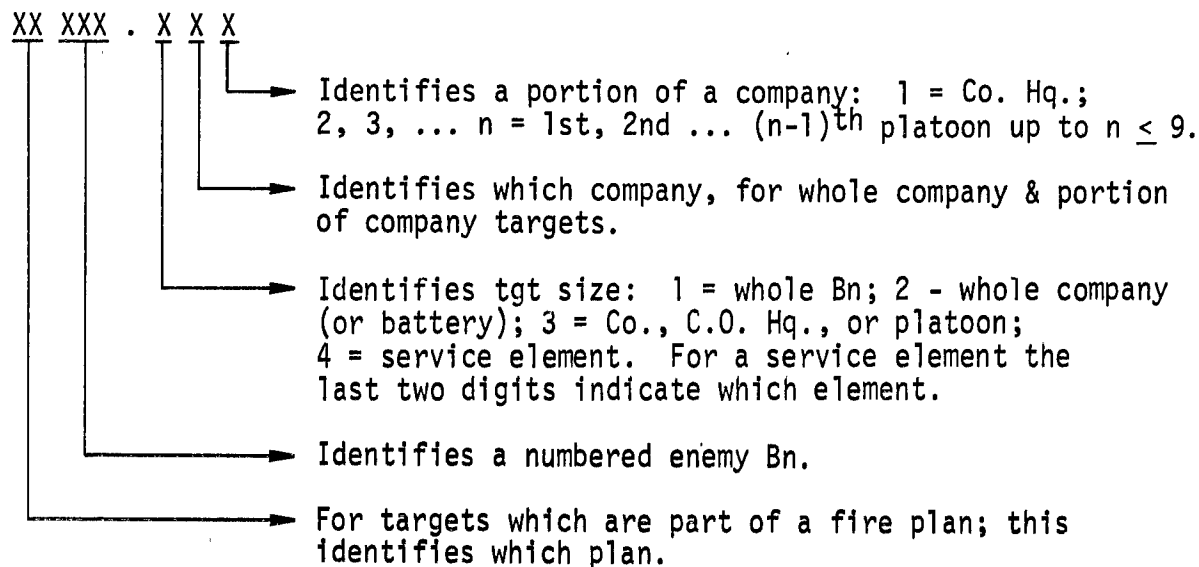 XX XXX . X X X
Identifies a portion of a company: 1 = Co. Hq.;
2, 3, ... n = 1st, 2nd ... (n-1)th platoon up to n ≤ 9.
Identifies which company, for whole company & portion
of company targets.
Identifies tgt size: 1 = whole Bn; 2 - whole company
(or battery); 3 = Co., C.O. Hq., or platoon;
4 = service element. For a service element the
last two digits indicate which element.
Identifies a numbered enemy Bn.
For targets which are part of a fire plan; this
identifies which plan.